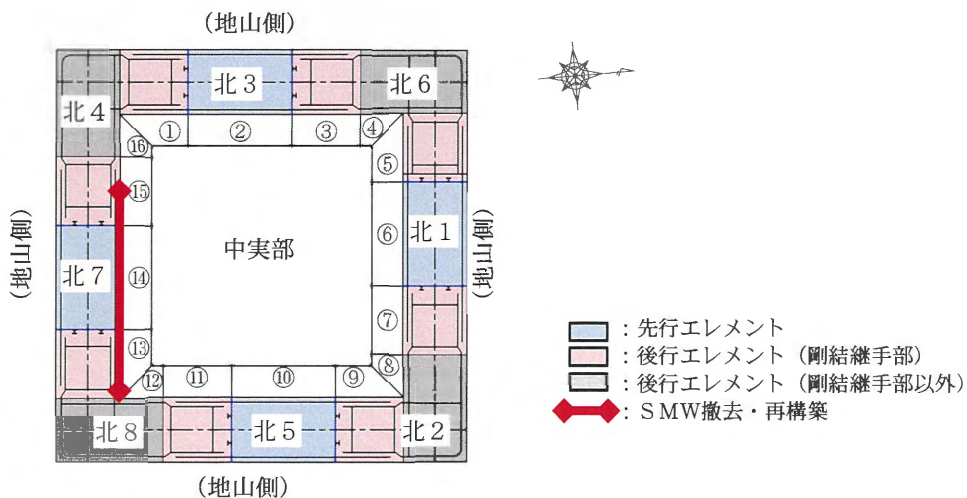 (地山側)
北3
北6
北4
①
②
③
④
⑯
⑤
⑮
(地山側)
中実部
⑥
北1
(地山側)
北7
⑭
⑬
⑦
⑧
⑫
⑪
⑩
⑨
北8
北5
北2
(地山側)
:先行エレメント
:後行エレメント(剛結継手部)
:後行エレメント(剛結継手部以外)
:SMW撤去・再構築